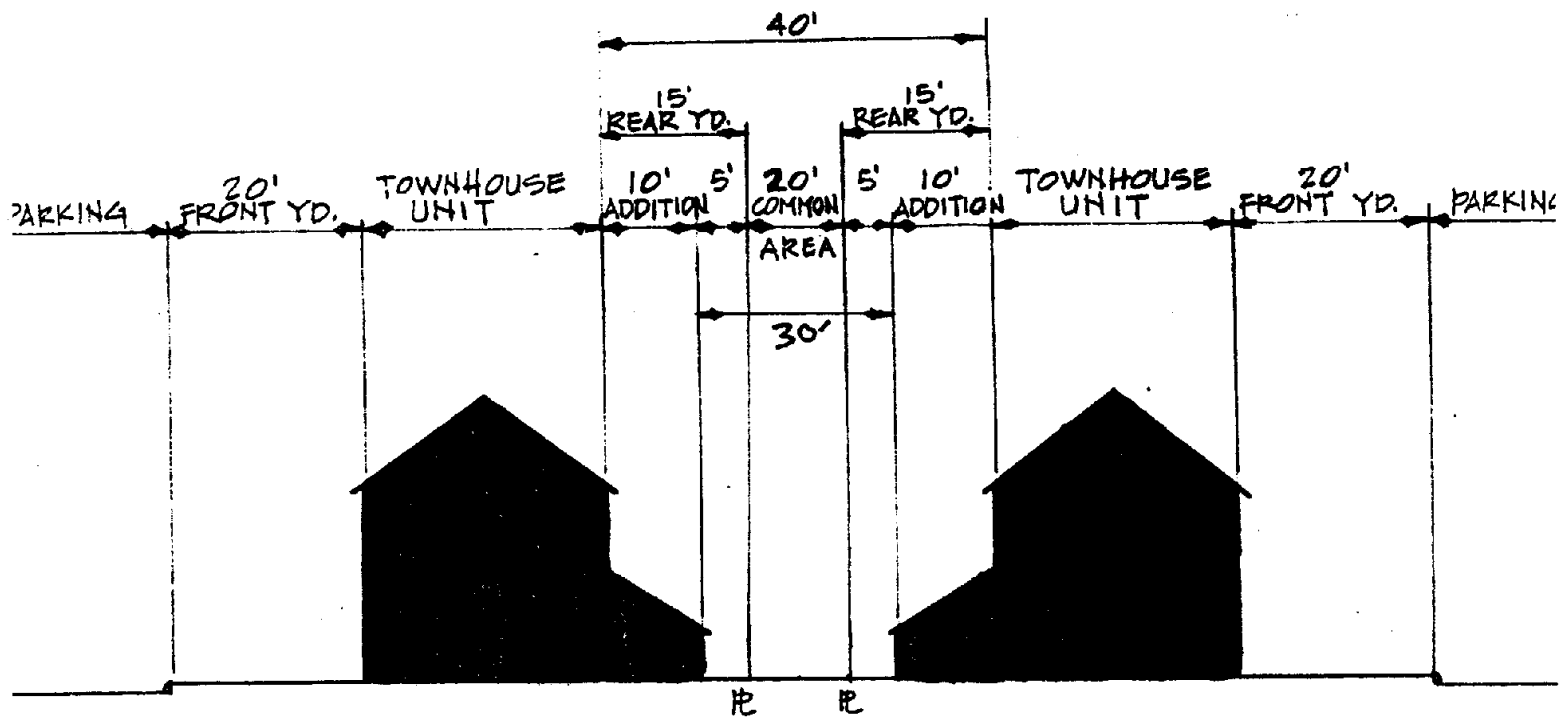 40'
15'
REAR YD.
15'
REAR YD.
PARKING
20'
FRONT YD.
TOWNHOUSE
UNIT
10'
ADDITION
5'
20'
COMMON
AREA
5'
10'
ADDITION
TOWNHOUSE
UNIT
20'
FRONT YD.
PARKIN
30'
PL
PL